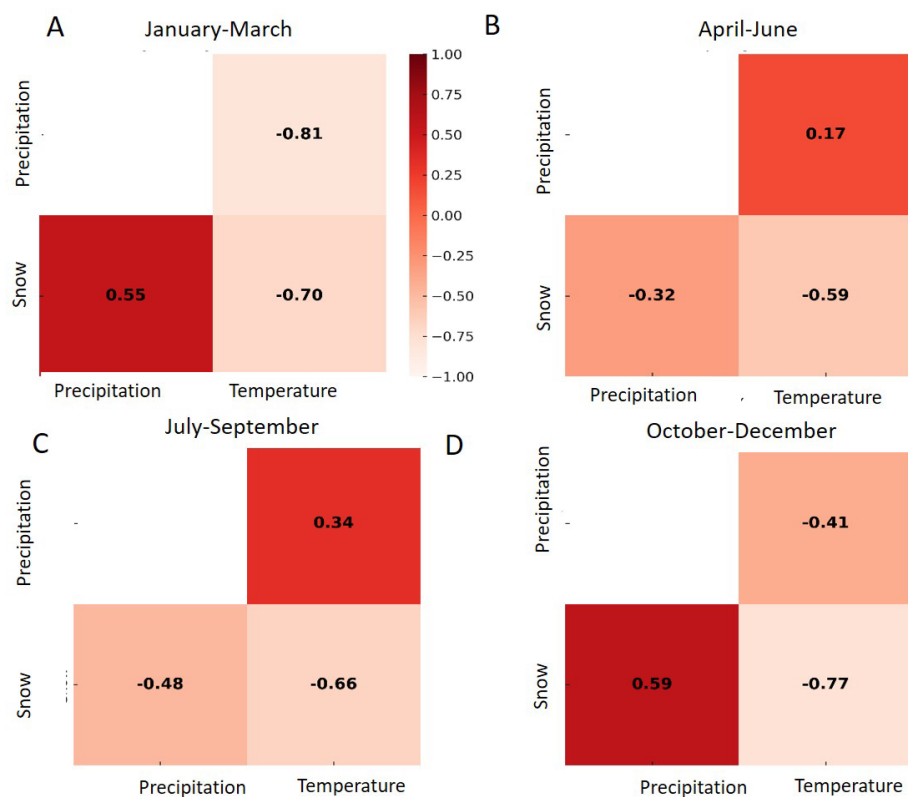 A
January-March
Precipitation
-0.81
Snow
0.55
-0.70
Precipitation
Temperature
1.00
0.75
0.50
0.25
0.00
−0.25
−0.50
−0.75
−1.00
B
April-June
0.17
Snow
-0.32
-0.59
Precipitation
Precipitation
Temperature
C
July-September
Precipitation
0.34
Snow
-0.48
-0.66
Precipitation
Temperature
D
October-December
Precipitation
-0.41
Snow
0.59
-0.77
Precipitation
Temperature